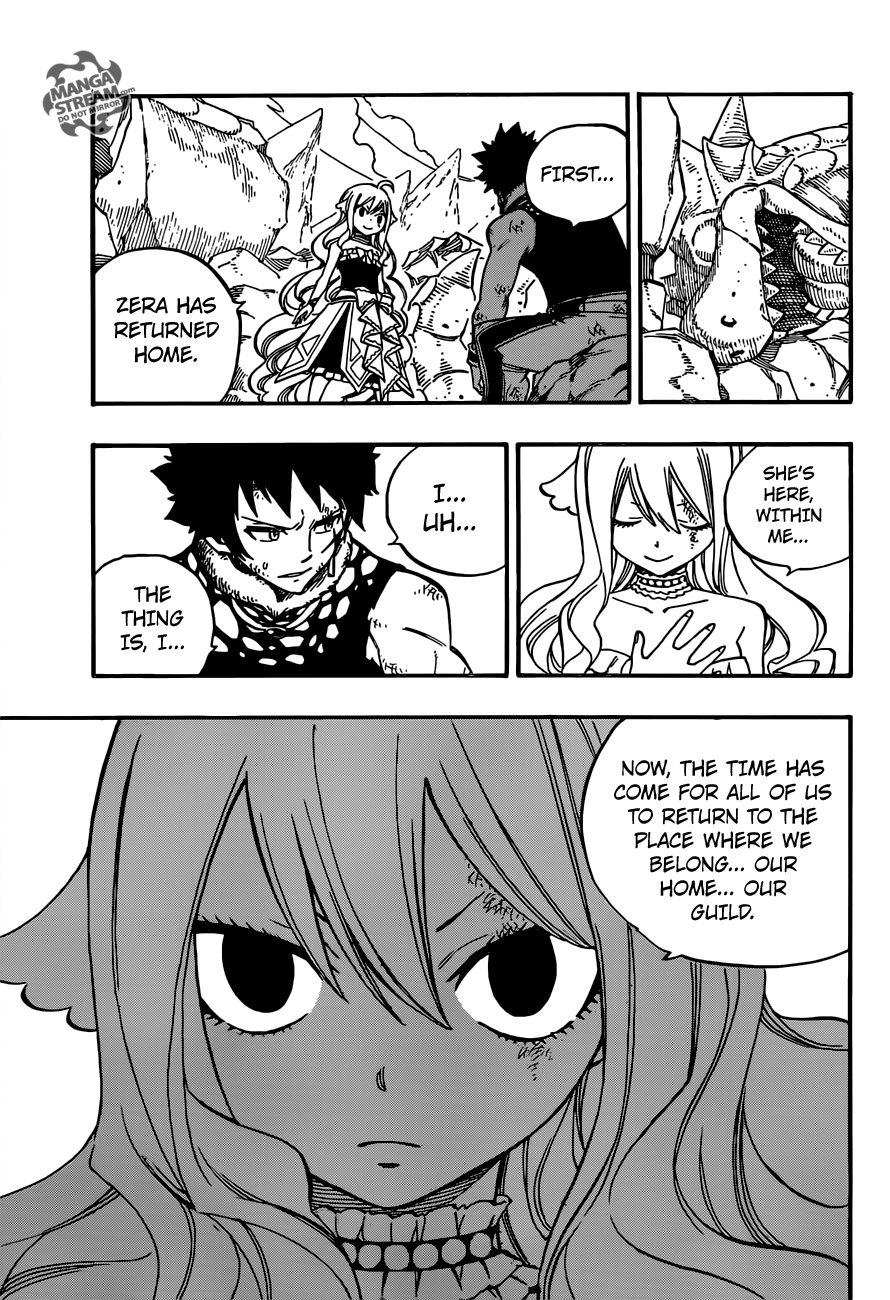 MANGA
STREAM.com
DO NOT MIRROR!
FIRST...
ZERA HAS
RETURNED
HOME.
SHE'S
HERE,
WITHIN
ME...
I...
UH...
THE
THING
IS, I...
NOW, THE TIME HAS
COME FOR ALL OF US
TO RETURN TO THE
PLACE WHERE WE
BELONG... OUR
HOME... OUR
GUILD.